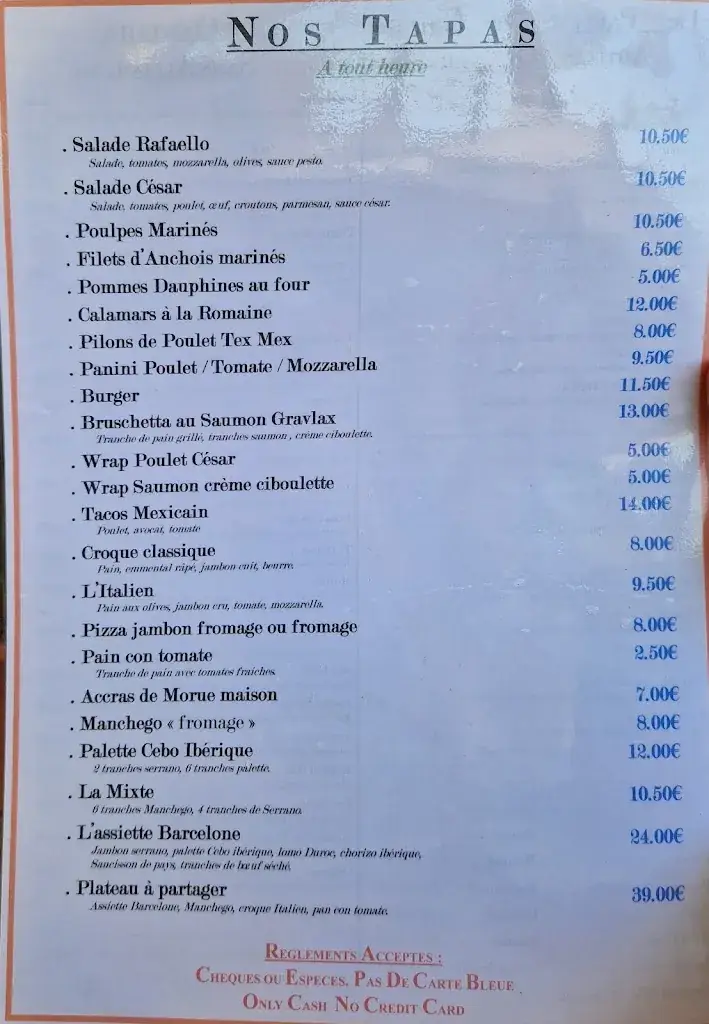 NOS TAPAS
A tout heure
. Salade Rafaello 10.50€
Salade, tomates, mozzarella, olives, sauce pesto.
. Salade César 10.50€
Salade, tomates, poulet, œuf, croutons, parmesan, sauce césar.
. Poulpes Marinés 10.50€
. Filets d'Anchois marinés 6.50€
. Pommes Dauphines au four 5.00€
. Calamars à la Romaine 12.00€
. Pilons de Poulet Tex Mex 8.00€
. Panini Poulet / Tomate / Mozzarella 9.50€
. Burger 11.50€
. Bruschetta au Saumon Gravlax 13.00€
Tranche de pain grillé, tranches saumon , crème ciboulette.
. Wrap Poulet César 5.00€
. Wrap Saumon crème ciboulette 5.00€
. Tacos Mexicain 14.00€
Poulet, avocat, tomate
. Croque classique 8.00€
Pain, emmental râpé, jambon cuit, beurre.
. L'Italien 9.50€
Pain aux olives, jambon cru, tomate, mozzarella.
. Pizza jambon fromage ou fromage 8.00€
. Pain con tomate 2.50€
Tranche de pain avec tomates fraiches.
. Accras de Morue maison 7.00€
. Manchego « fromage » 8.00€
. Palette Cebo Ibérique 12.00€
2 tranches serrano, 6 tranches palette.
. La Mixte 10.50€
6 tranches Manchego, 4 tranches de Serrano.
. L'assiette Barcelone 24.00€
Jambon serrano, palette Cebo ibérique, lomo Duroc, chorizo ibérique,
Saucisson de pays, tranches de bœuf séché.
. Plateau à partager 39.00€
Assiette Barcelone, Manchego, croque Italien, pan con tomate.
REGLEMENTS ACCEPTES :
CHEQUES OU ESPECES. PAS DE CARTE BLEUE .
ONLY CASH NO CREDIT CARD